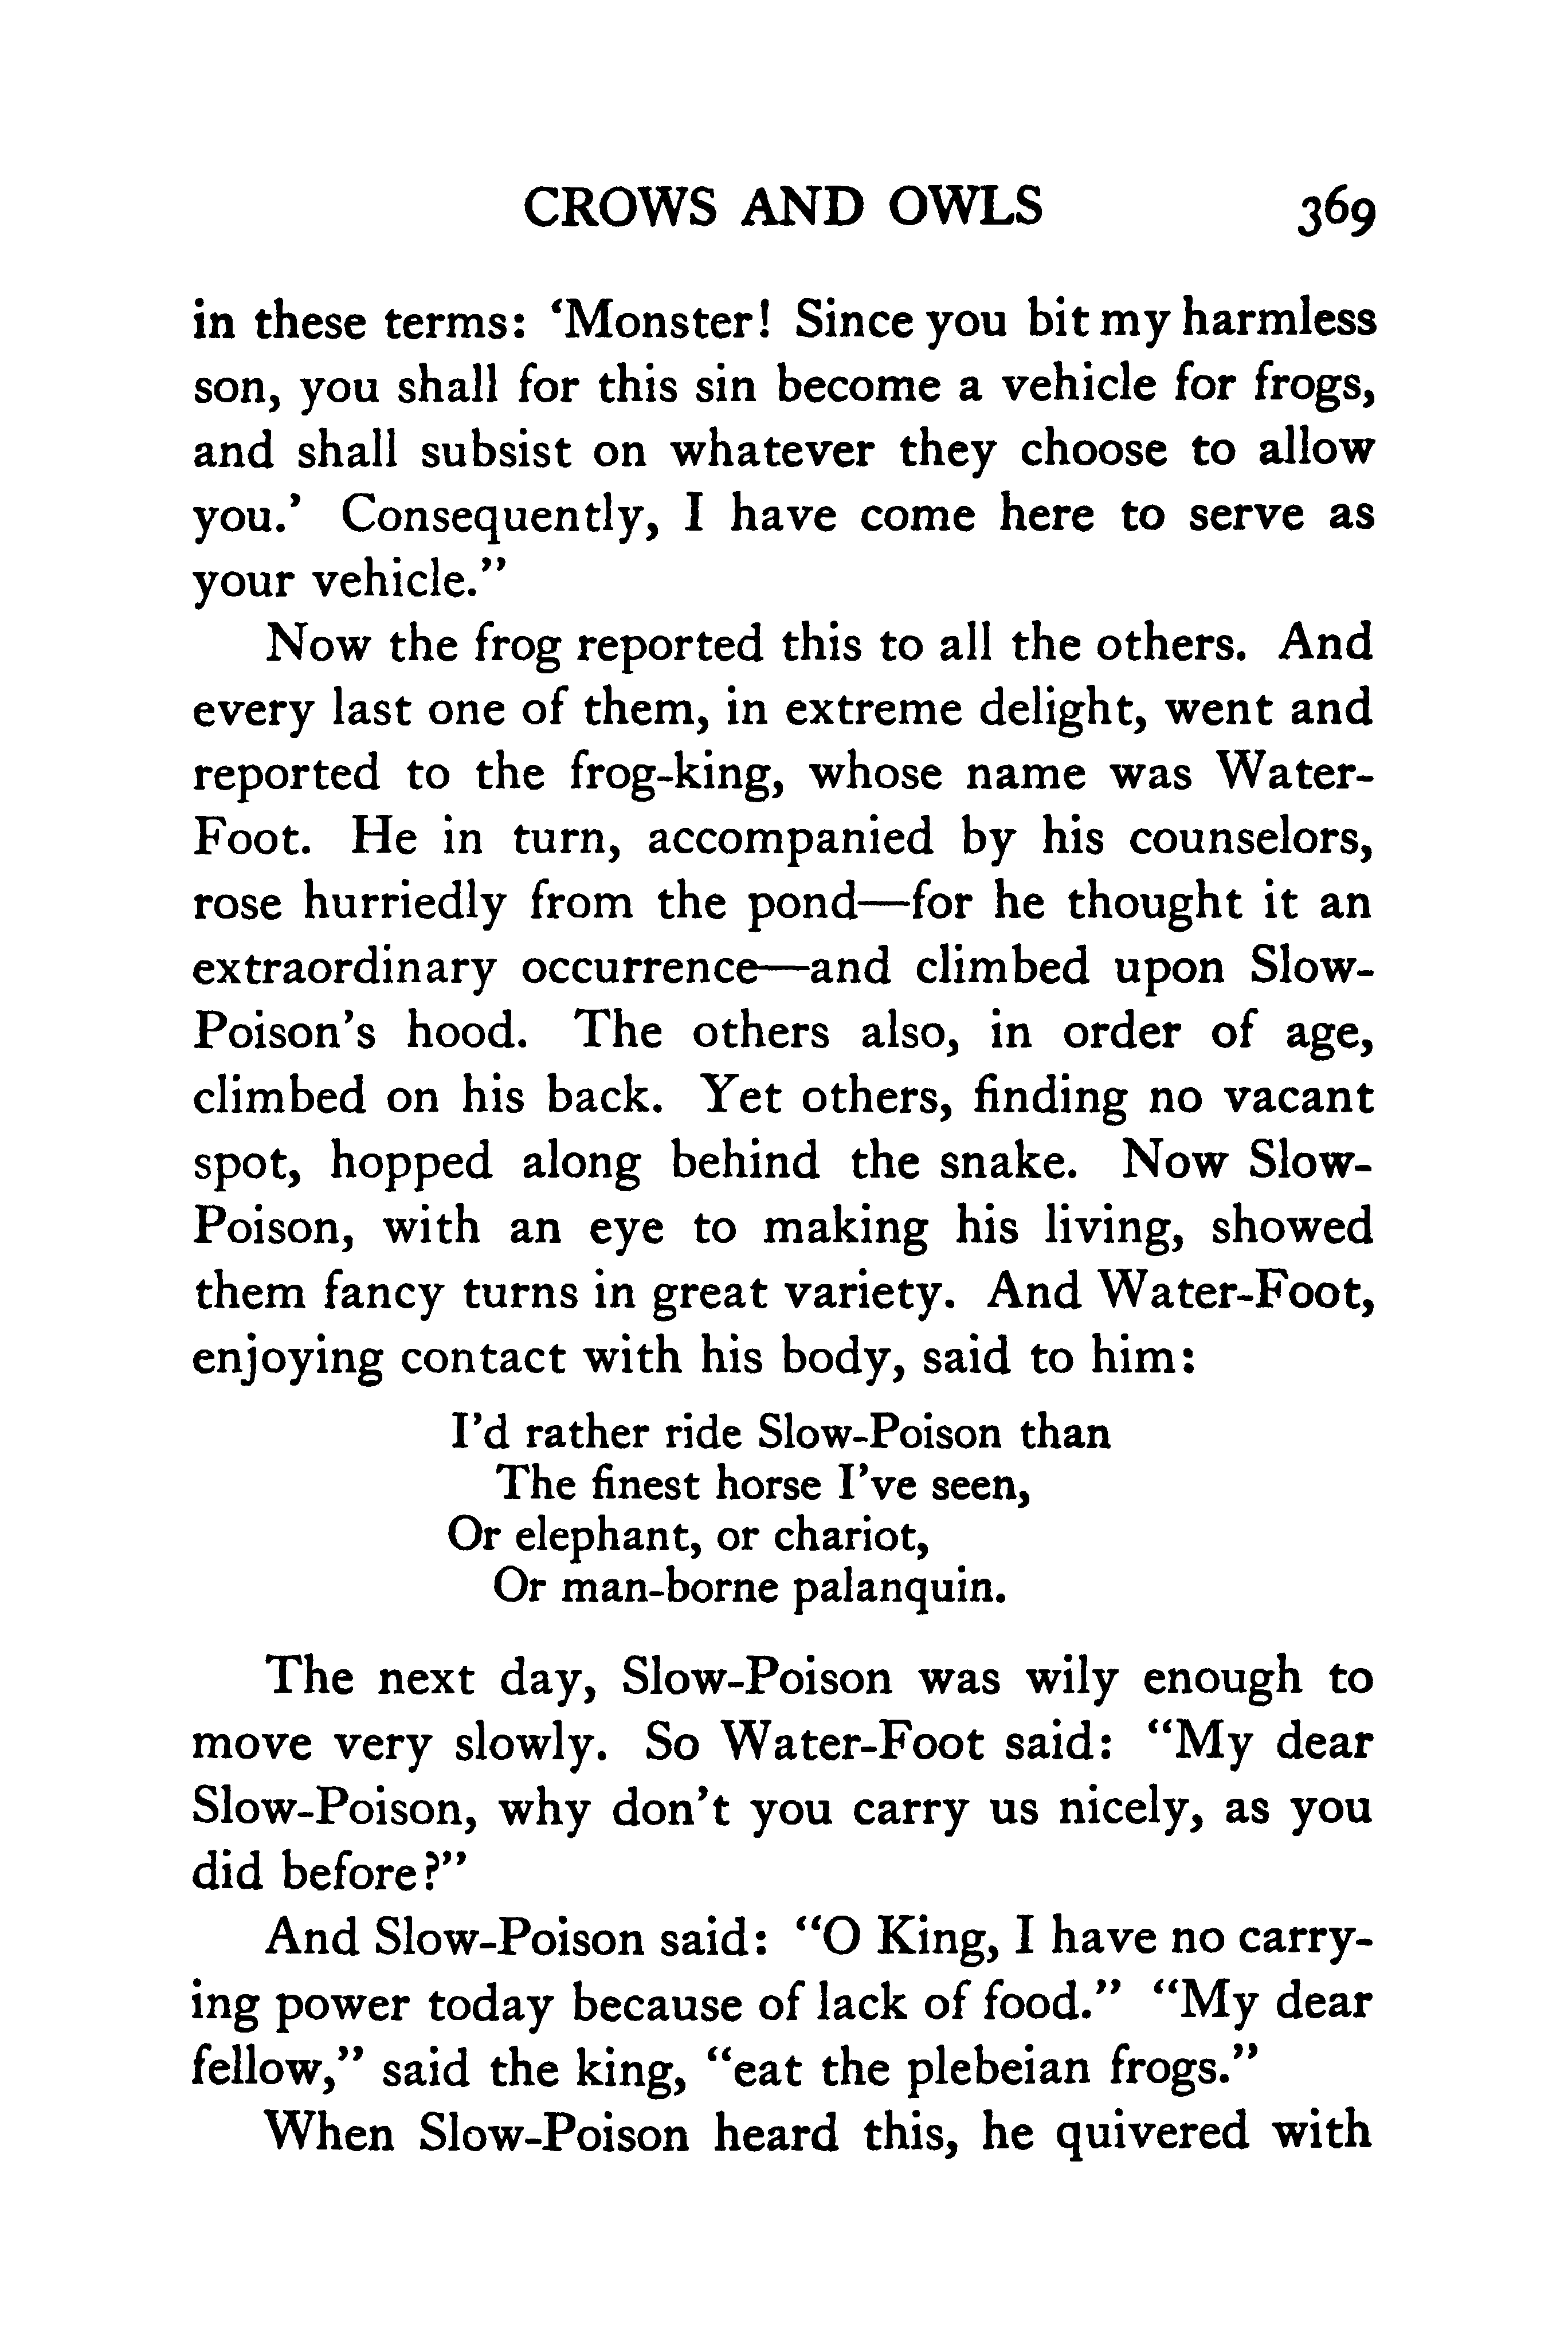 CROWS AND OWLS 369
in these terms: ‘Monster! Since you bit my harmless
son, you shall for this sin become a vehicle for frogs,
and shall subsist on whatever they choose to allow
you.’ Consequently, I have come here to serve as
your vehicle.”
Now the frog reported this to all the others. And
every last one of them, in extreme delight, went and
reported to the frog-king, whose name was Water-
Foot. He in turn, accompanied by his counselors,
rose hurriedly from the pond—for he thought it an
extraordinary occurrence—and climbed upon Slow-
Poison’s hood. The others also, in order of age,
climbed on his back. Yet others, finding no vacant
spot, hopped along behind the snake. Now Slow-
Poison, with an eye to making his living, showed
them fancy turns in great variety. And Water-Foot,
enjoying contact with his body, said to him:
I’d rather ride Slow-Poison than
The finest horse I’ve seen,
Or elephant, or chariot,
Or man-borne palanquin.
The next day, Slow-Poison was wily enough to
move very slowly. So Water-Foot said: “My dear
Slow-Poison, why don’t you carry us nicely, as you
did before?”
And Slow-Poison said: “O King, I have no carry-
ing power today because of lack of food.” “My dear
fellow,” said the king, “eat the plebeian frogs.”
When Slow-Poison heard this, he quivered with